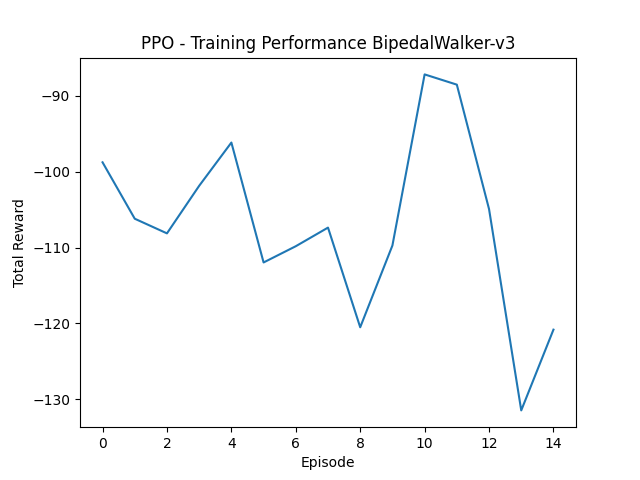 PPO - Training Performance BipedalWalker-v3
−90
−100
−110
−120
−130
Total Reward
0 2 4 6 8 10 12 14
Episode